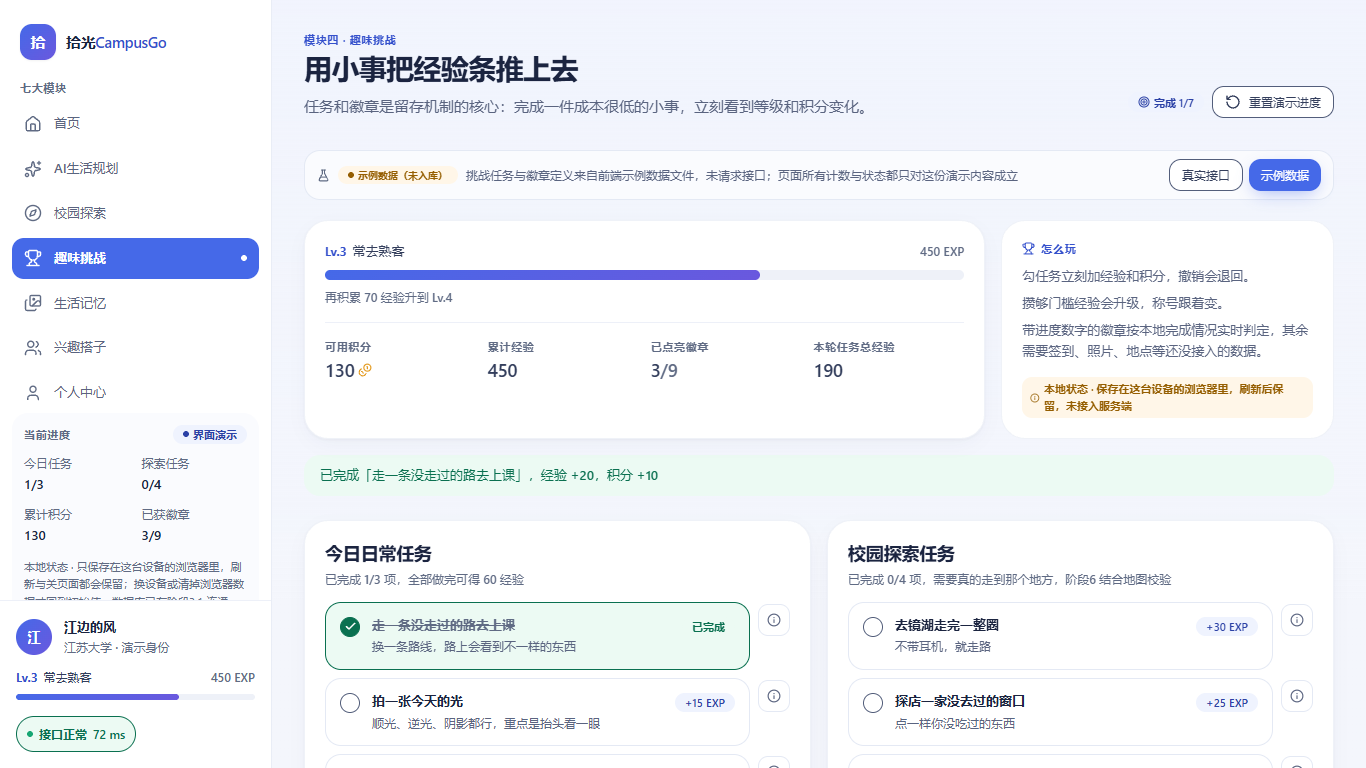 拾
拾光CampusGo
七大模块
首页
AI生活规划
校园探索
趣味挑战
生活记忆
兴趣搭子
个人中心
当前进度
界面演示
今日任务
探索任务
1/3
0/4
累计积分
已获徽章
130
3/9
本地状态 · 只保存在这台设备的浏览器里，刷
新与关页面都会保留；换设备或清掉浏览器数
江
江边的风
江苏大学 · 演示身份
Lv.3 常去熟客
450 EXP
接口正常 72 ms
模块四 · 趣味挑战
用小事把经验条推上去
任务和徽章是留存机制的核心：完成一件成本很低的小事，立刻看到等级和积分变化。
完成 1/7
重置演示进度
示例数据（未入库）
挑战任务与徽章定义来自前端示例数据文件，未请求接口；页面所有计数与状态都只对这份演示内容成立
真实接口
示例数据
Lv.3 常去熟客
450 EXP
再积累 70 经验升到 Lv.4
可用积分
累计经验
已点亮徽章
本轮任务总经验
130
450
3/9
190
怎么玩
勾任务立刻加经验和积分，撤销会退回。
攒够门槛经验会升级，称号跟着变。
带进度数字的徽章按本地完成情况实时判定，其余
需要签到、照片、地点等还没接入的数据。
本地状态 · 保存在这台设备的浏览器里，刷新后保
留，未接入服务端
已完成「走一条没走过的路去上课」，经验 +20，积分 +10
今日日常任务
已完成 1/3 项，全部做完可得 60 经验
走一条没走过的路去上课
已完成
换一条路线，路上会看到不一样的东西
拍一张今天的光
+15 EXP
顺光、逆光、阴影都行，重点是抬头看一眼
校园探索任务
已完成 0/4 项，需要真的走到那个地方，阶段6 结合地图校验
去镜湖走完一整圈
+30 EXP
不带耳机，就走路
探店一家没去过的窗口
+25 EXP
点一样你没吃过的东西